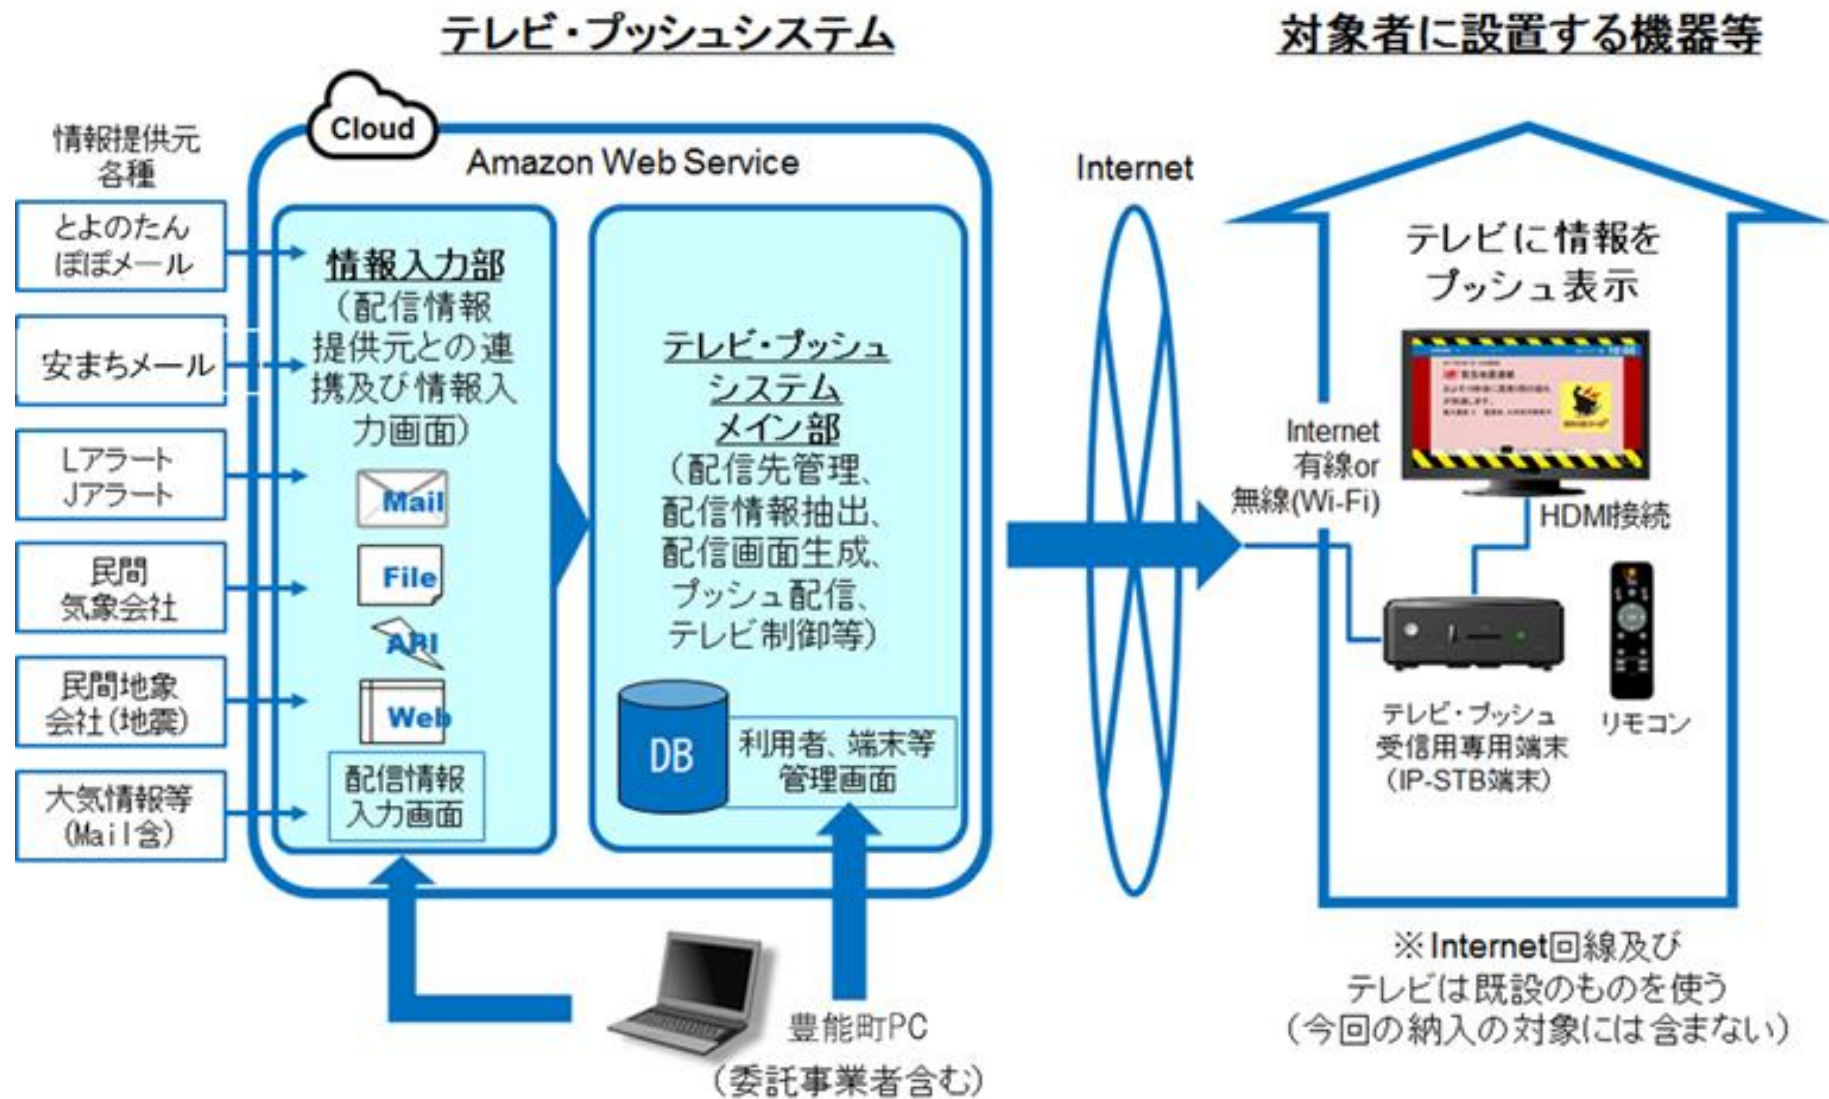 テレビ・プッシュシステム
対象者に設置する機器等
情報提供元
各種
とよのたん
ぽぽメール
安まちメール
Lアラート
Jアラート
民間
気象会社
民間地象
会社(地震)
大気情報等
(Mail含)
Cloud
Amazon Web Service
情報入力部
(配信情報
提供元との連
携及び情報入
力画面)
Mail
File
API
Web
配信情報
入力画面
テレビ・プッシュ
システム
メイン部
(配信先管理、
配信情報抽出、
配信画面生成、
プッシュ配信、
テレビ制御等)
DB
利用者、端末等
管理画面
豊能町PC
(委託事業者含む)
Internet
テレビに情報を
プッシュ表示
緊急地震速報
Internet
有線or
無線(Wi-Fi)
HDMI接続
テレビ・プッシュ
受信用専用端末
(IP-STB端末)
リモコン
※Internet回線及び
テレビは既設のものを使う
(今回の納入の対象には含まない)